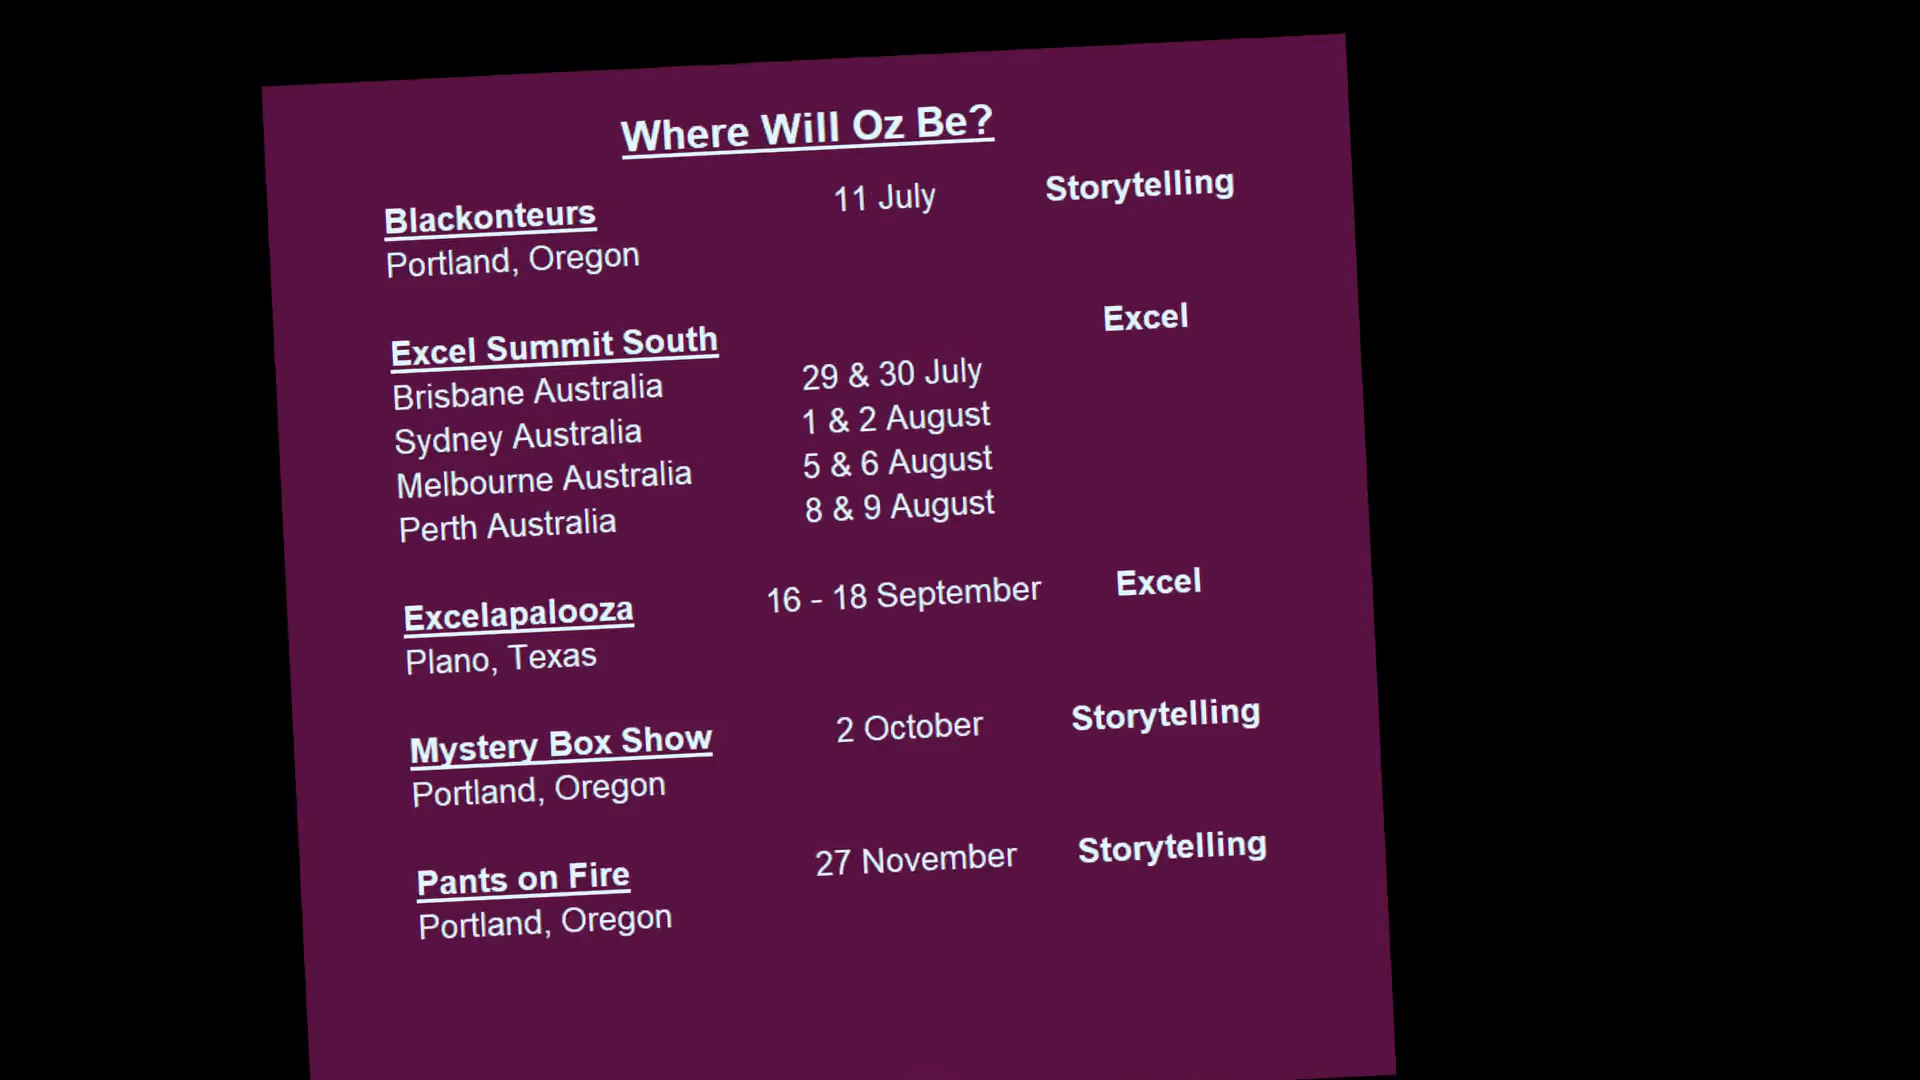 Where Will Oz Be?
Blackonteurs 11 July Storytelling
Portland, Oregon
Excel Summit South Excel
Brisbane Australia 29 & 30 July
Sydney Australia 1 & 2 August
Melbourne Australia 5 & 6 August
Perth Australia 8 & 9 August
Excelapalooza 16 - 18 September Excel
Plano, Texas
Mystery Box Show 2 October Storytelling
Portland, Oregon
Pants on Fire 27 November Storytelling
Portland, Oregon